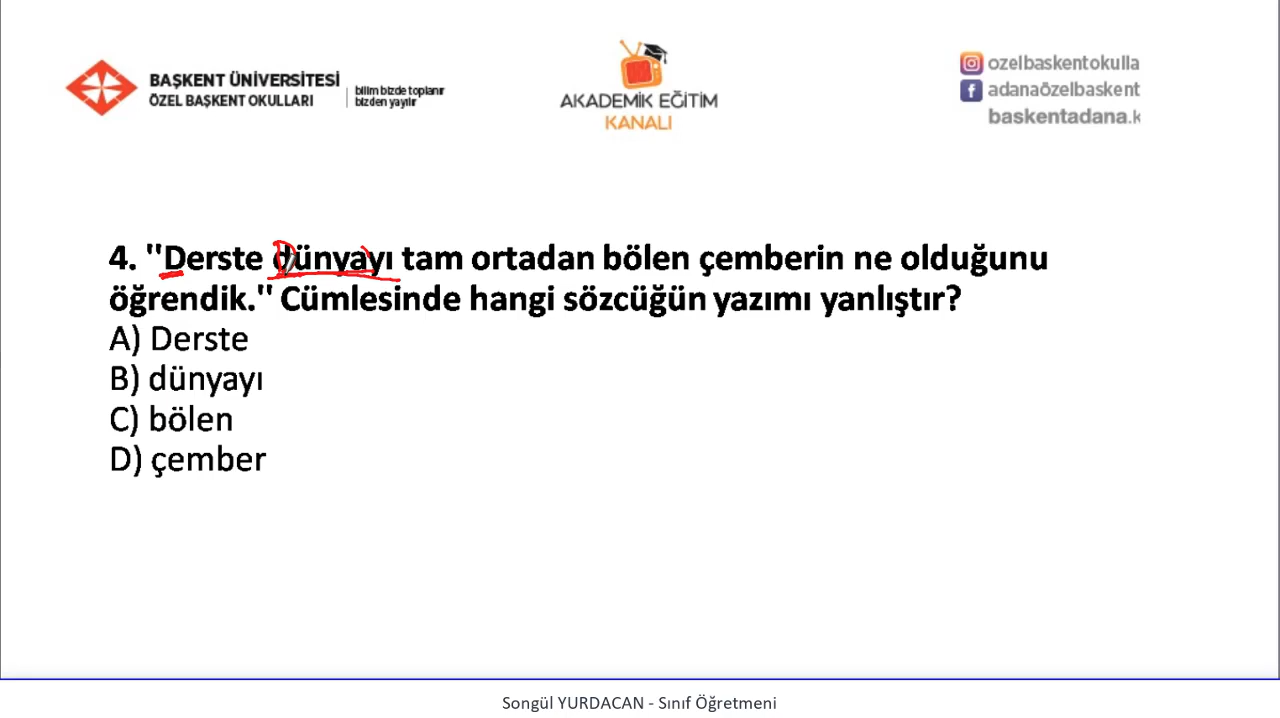 BAŞKENT ÜNİVERSİTESİ
ÖZEL BAŞKENT OKULLARI
bilim bizde toplanır
bizden yayılır
AKADEMİK EĞİTİM
KANALI
ozelbaskentokulla
adanaözelbaskent
baskentadana.k
4. "Derste dünyayı tam ortadan bölen çemberin ne olduğunu
öğrendik." Cümlesinde hangi sözcüğün yazımı yanlıştır?
A) Derste
B) dünyayı
C) bölen
D) çember
Songül YURDACAN - Sınıf Öğretmeni